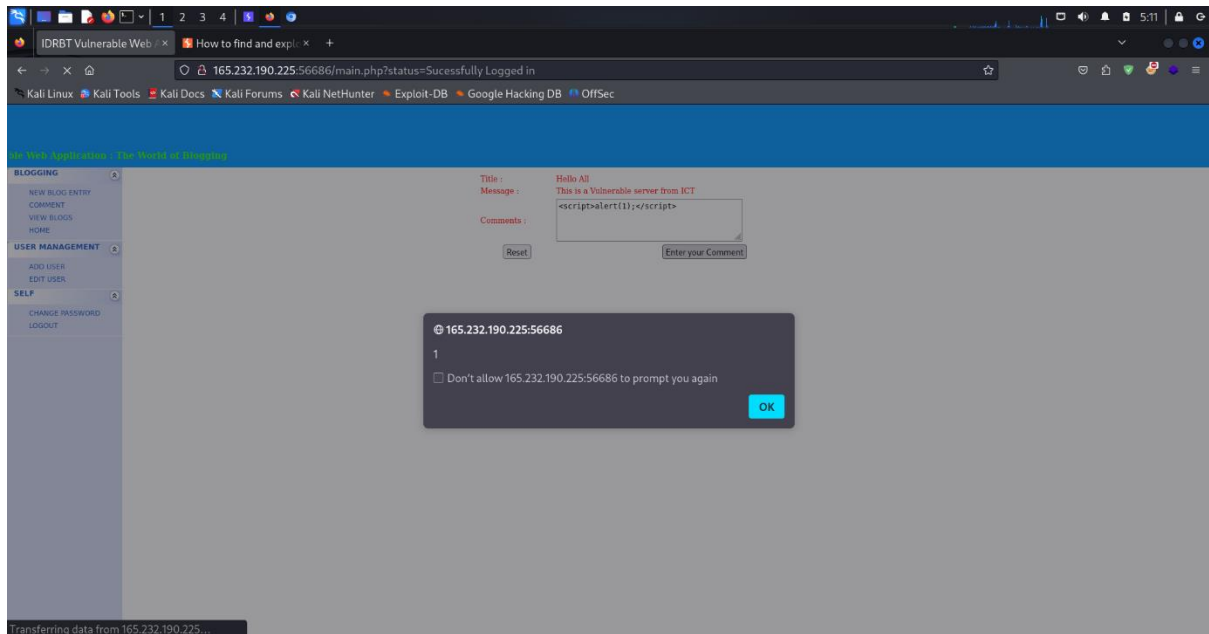 1 2 3 4 5:11
IDRBT Vulnerable Web A × How to find and explo × +
165.232.190.225:56686/main.php?status=Sucessfully Logged in
Kali Linux Kali Tools Kali Docs Kali Forums Kali NetHunter Exploit-DB Google Hacking DB OffSec
ble Web Application : The World of Blogging
BLOGGING
NEW BLOG ENTRY
COMMENT
VIEW BLOGS
HOME
USER MANAGEMENT
ADD USER
EDIT USER
SELF
CHANGE PASSWORD
LOGOUT
Title : Hello All
Message : This is a Vulnerable server from ICT
Comments : <script>alert(1);</script>
Reset Enter your Comment
165.232.190.225:56686
1
Don't allow 165.232.190.225:56686 to prompt you again
OK
Transferring data from 165.232.190.225...